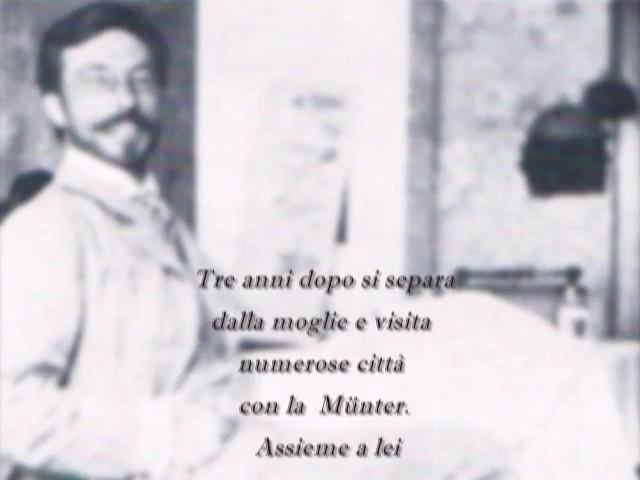 Tre anni dopo si separa
dalla moglie e visita
numerose città
con la Münter.
Assieme a lei